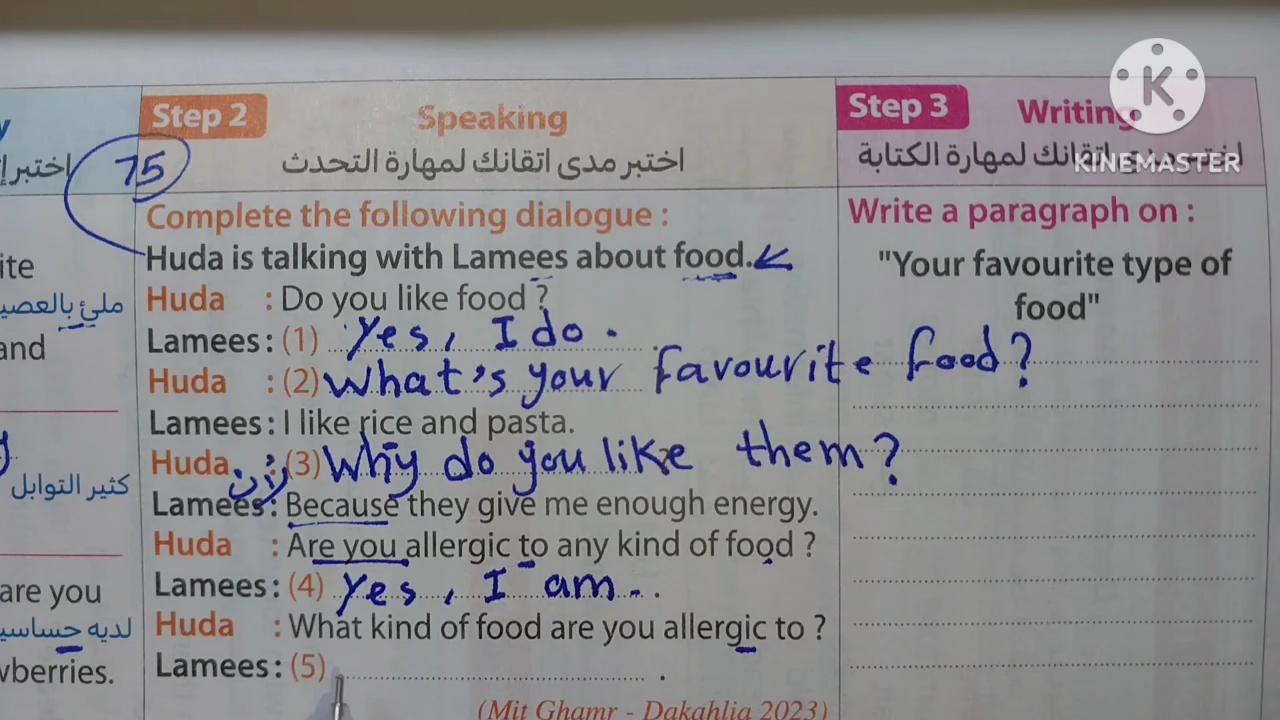 Step 2 Speaking
اختبر مدى اتقانك لمهارة التحدث
75
Complete the following dialogue :
Huda is talking with Lamees about food.
Huda : Do you like food ?
Lamees : (1) Yes, I do.
Huda : (2) What's your favourite food?
Lamees : I like rice and pasta.
Huda : (3) Why do you like them?
لأن
Lamees : Because they give me enough energy.
Huda : Are you allergic to any kind of food ?
Lamees : (4) Yes, I am.
Huda : What kind of food are you allergic to ?
Lamees : (5)
(Mit Ghamr - Dakahlia 2023)
Step 3 Writing
اختبر مدى اتقانك لمهارة الكتابة
Write a paragraph on :
"Your favourite type of
food"
K
KINEMASTER
and
كثير التوابل
are you